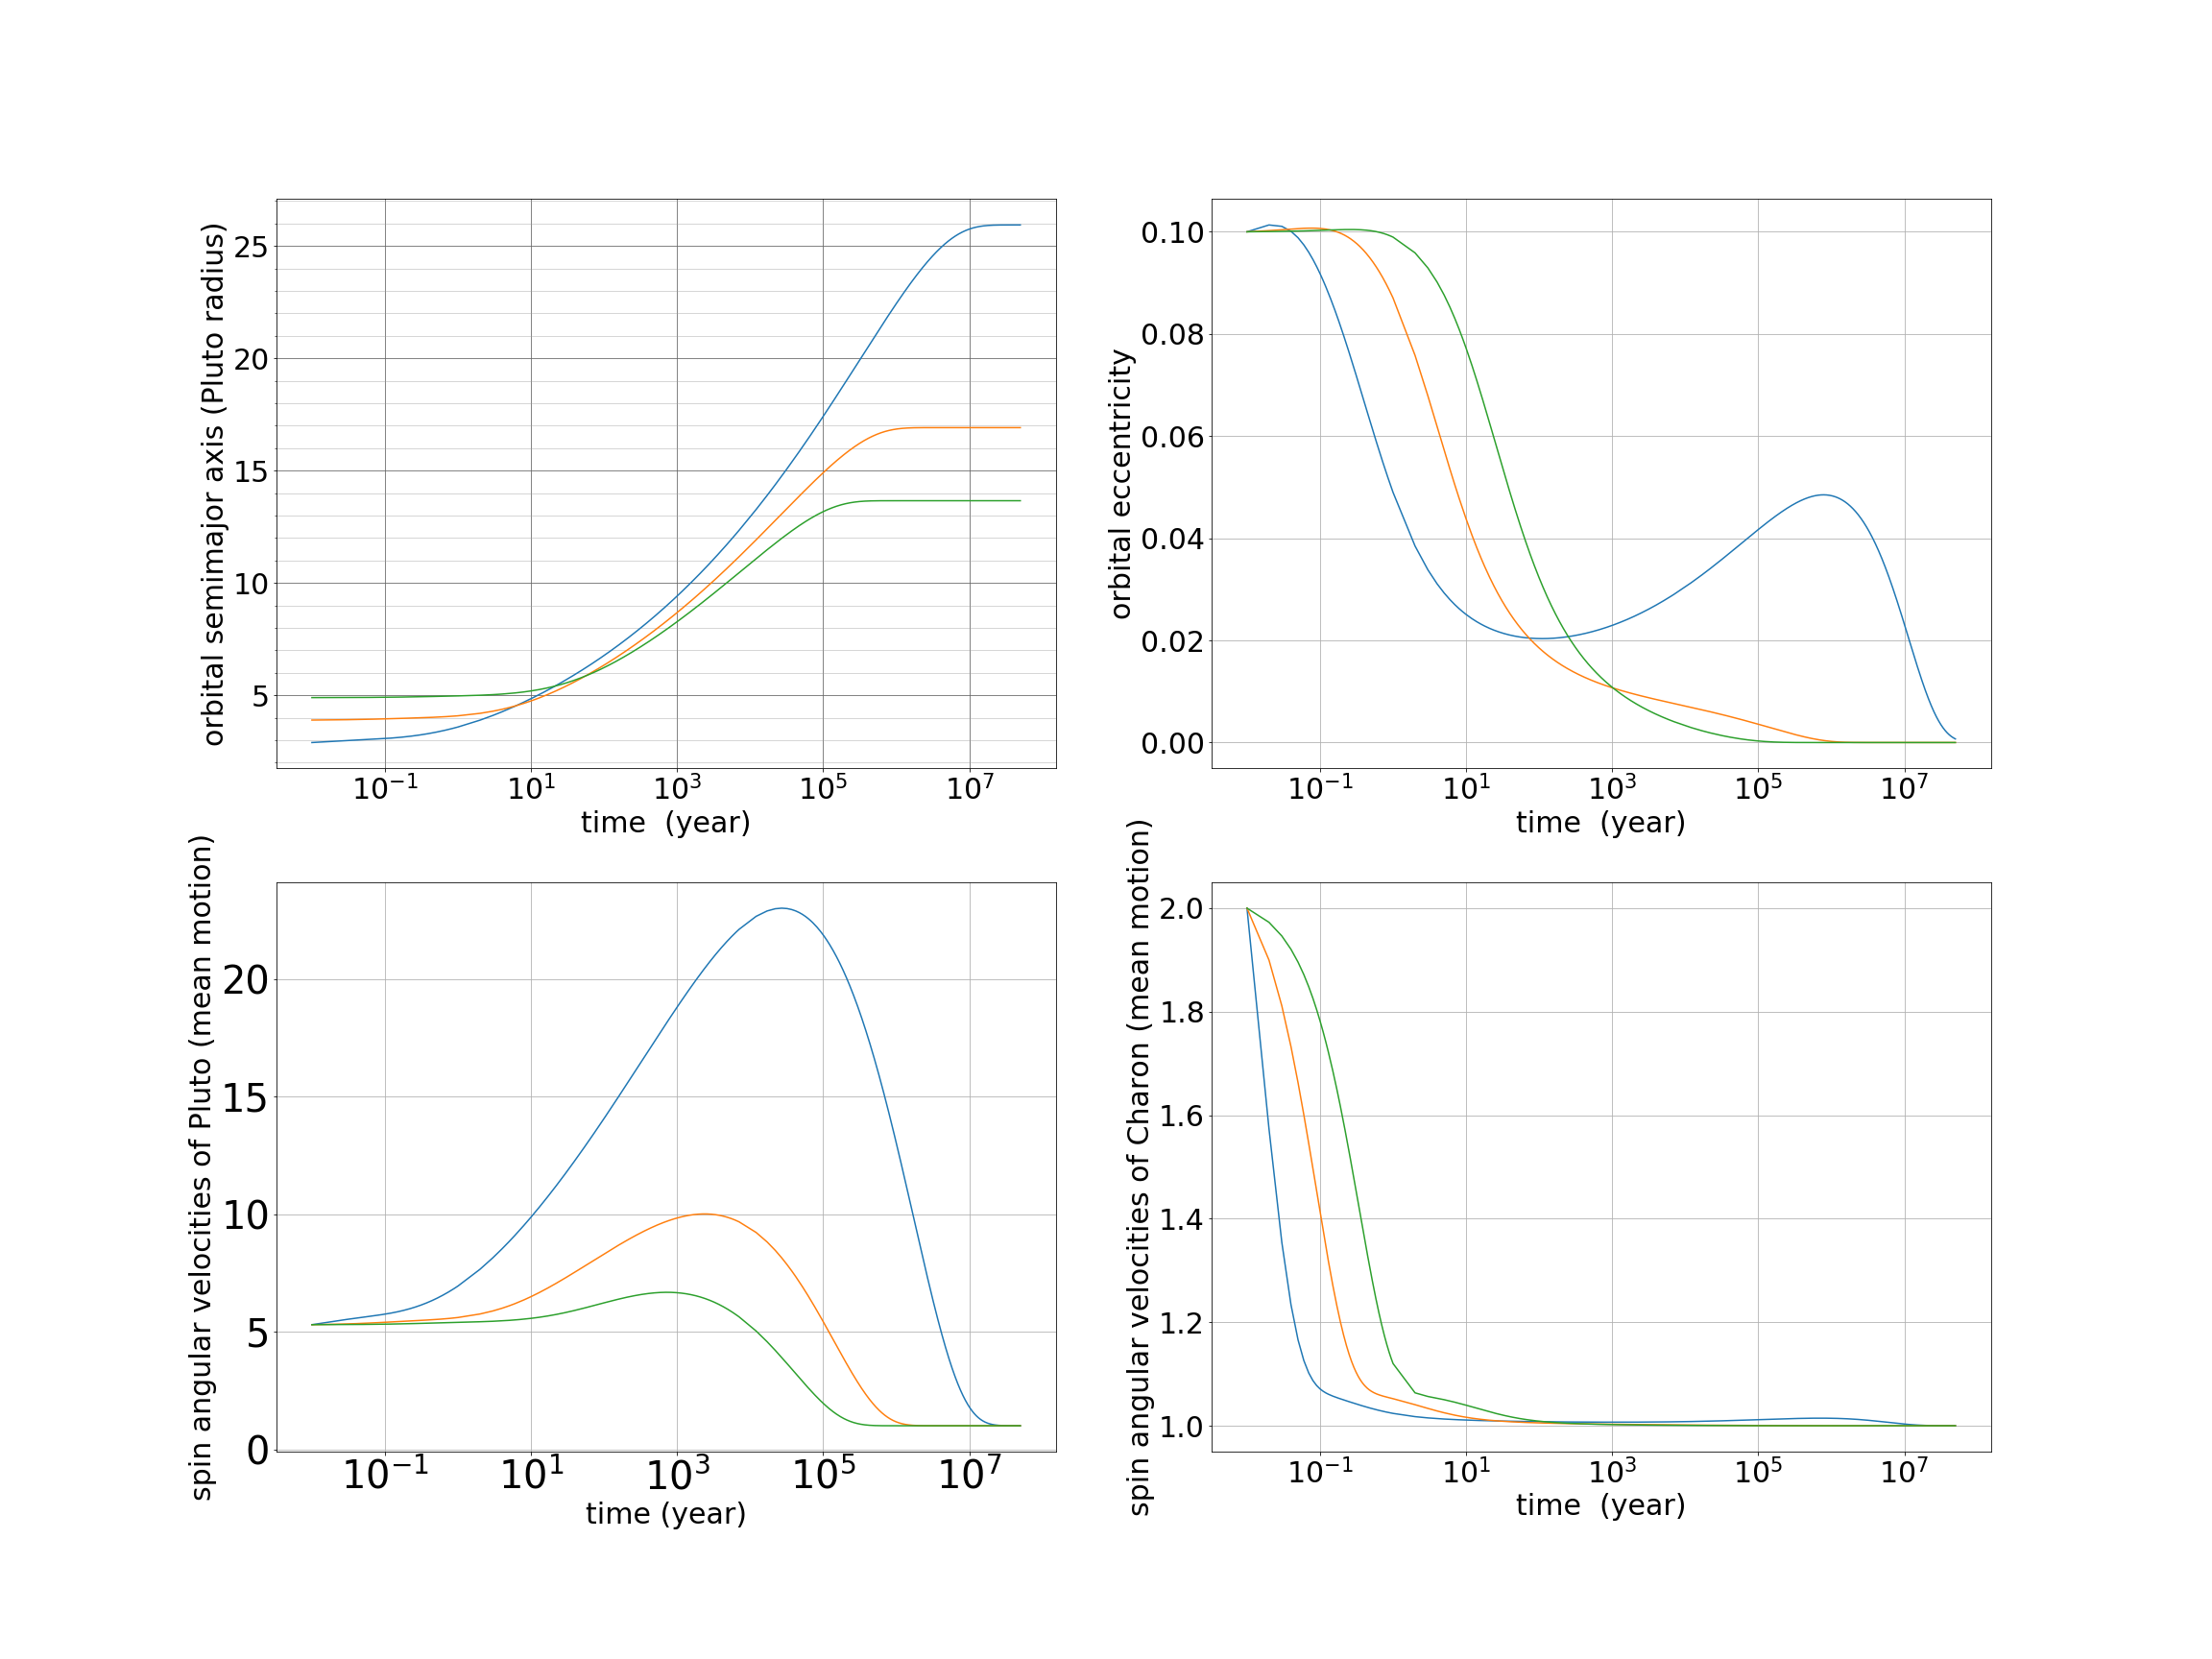 orbital semimajor axis (Pluto radius)
25
20
15
10
5
10⁻¹ 10¹ 10³ 10⁵ 10⁷
time (year)
orbital eccentricity
0.10
0.08
0.06
0.04
0.02
0.00
10⁻¹ 10¹ 10³ 10⁵ 10⁷
time (year)
spin angular velocities of Pluto (mean motion)
20
15
10
5
0
10⁻¹ 10¹ 10³ 10⁵ 10⁷
time (year)
spin angular velocities of Charon (mean motion)
2.0
1.8
1.6
1.4
1.2
1.0
10⁻¹ 10¹ 10³ 10⁵ 10⁷
time (year)